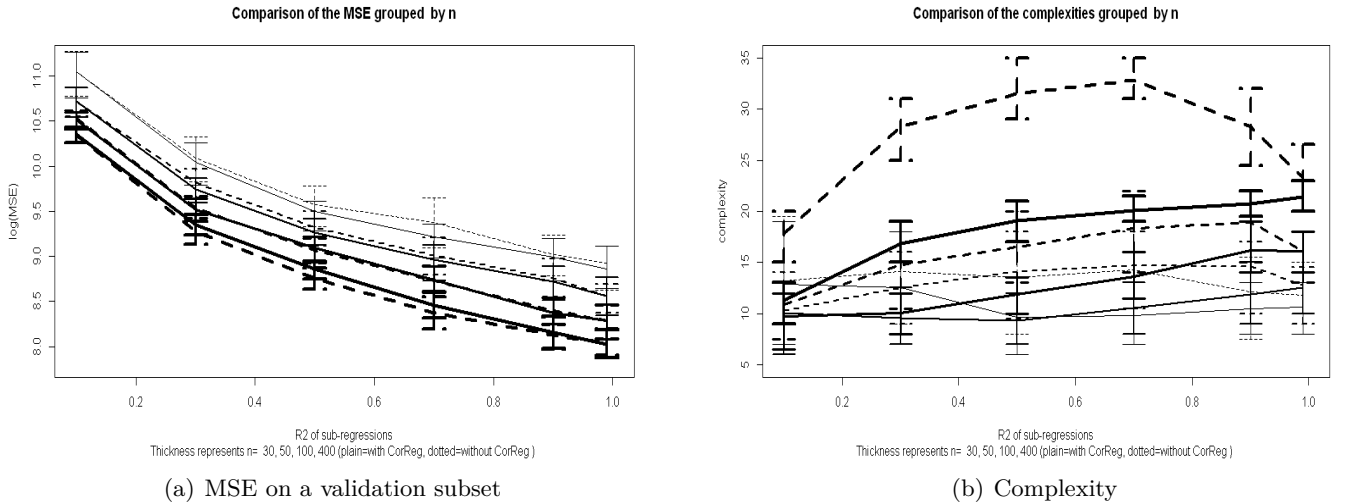 Comparison of the MSE grouped by n
log(MSE)
11.0
10.5
10.0
9.5
9.0
8.5
8.0
0.2 0.4 0.6 0.8 1.0
R2 of sub-regressions
Thickness represents n= 30, 50, 100, 400 (plain=with CorReg, dotted=without CorReg )
(a) MSE on a validation subset
Comparison of the complexities grouped by n
complexity
35
30
25
20
15
10
5
0.2 0.4 0.6 0.8 1.0
R2 of sub-regressions
Thickness represents n= 30, 50, 100, 400 (plain=with CorReg, dotted=without CorReg )
(b) Complexity